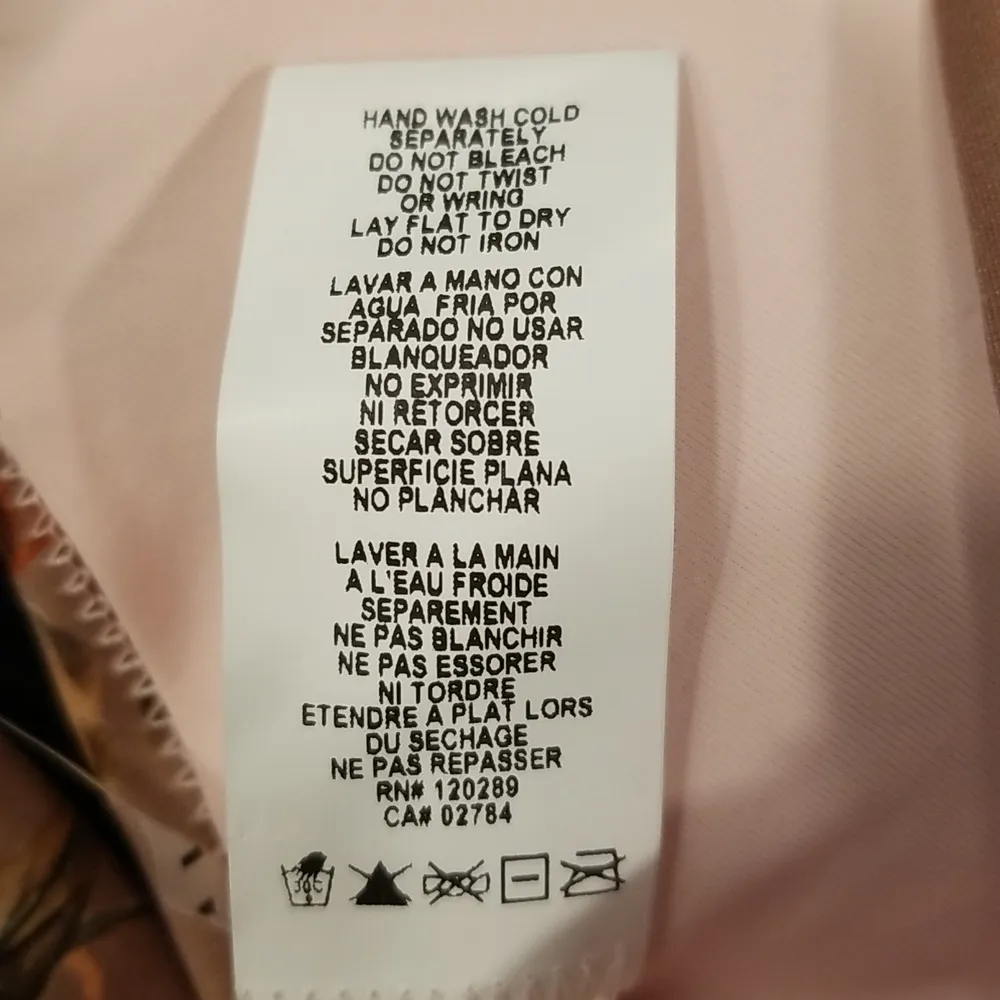 HAND WASH COLD
SEPARATELY
DO NOT BLEACH
DO NOT TWIST
OR WRING
LAY FLAT TO DRY
DO NOT IRON
LAVAR A MANO CON
AGUA FRIA POR
SEPARADO NO USAR
BLANQUEADOR
NO EXPRIMIR
NI RETORCER
SECAR SOBRE
SUPERFICIE PLANA
NO PLANCHAR
LAVER A LA MAIN
A L'EAU FROIDE
SEPAREMENT
NE PAS BLANCHIR
NE PAS ESSORER
NI TORDRE
ETENDRE A PLAT LORS
DU SECHAGE
NE PAS REPASSER
RN# 120289
CA# 02784